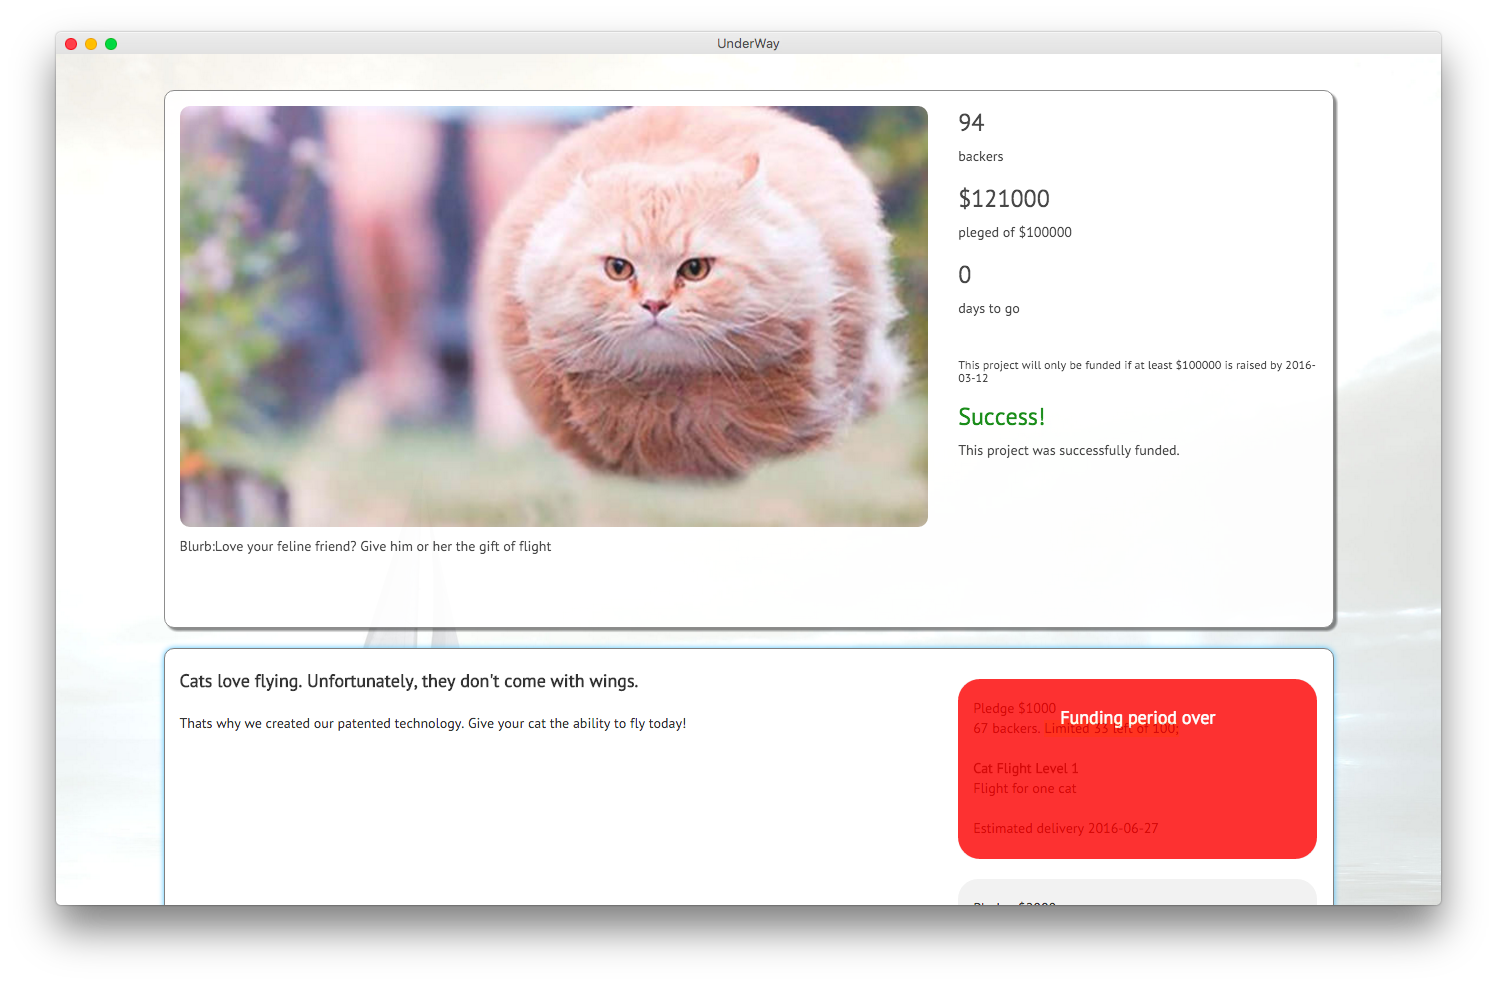 UnderWay
94
backers
$121000
pleged of $100000
0
days to go
This project will only be funded if at least $100000 is raised by 2016-
03-12
Success!
This project was successfully funded.
Blurb:Love your feline friend? Give him or her the gift of flight
Cats love flying. Unfortunately, they don't come with wings.
Thats why we created our patented technology. Give your cat the ability to fly today!
Pledge $1000
Funding period over
67 backers. Limited 33 left of 100;
Cat Flight Level 1
Flight for one cat
Estimated delivery 2016-06-27